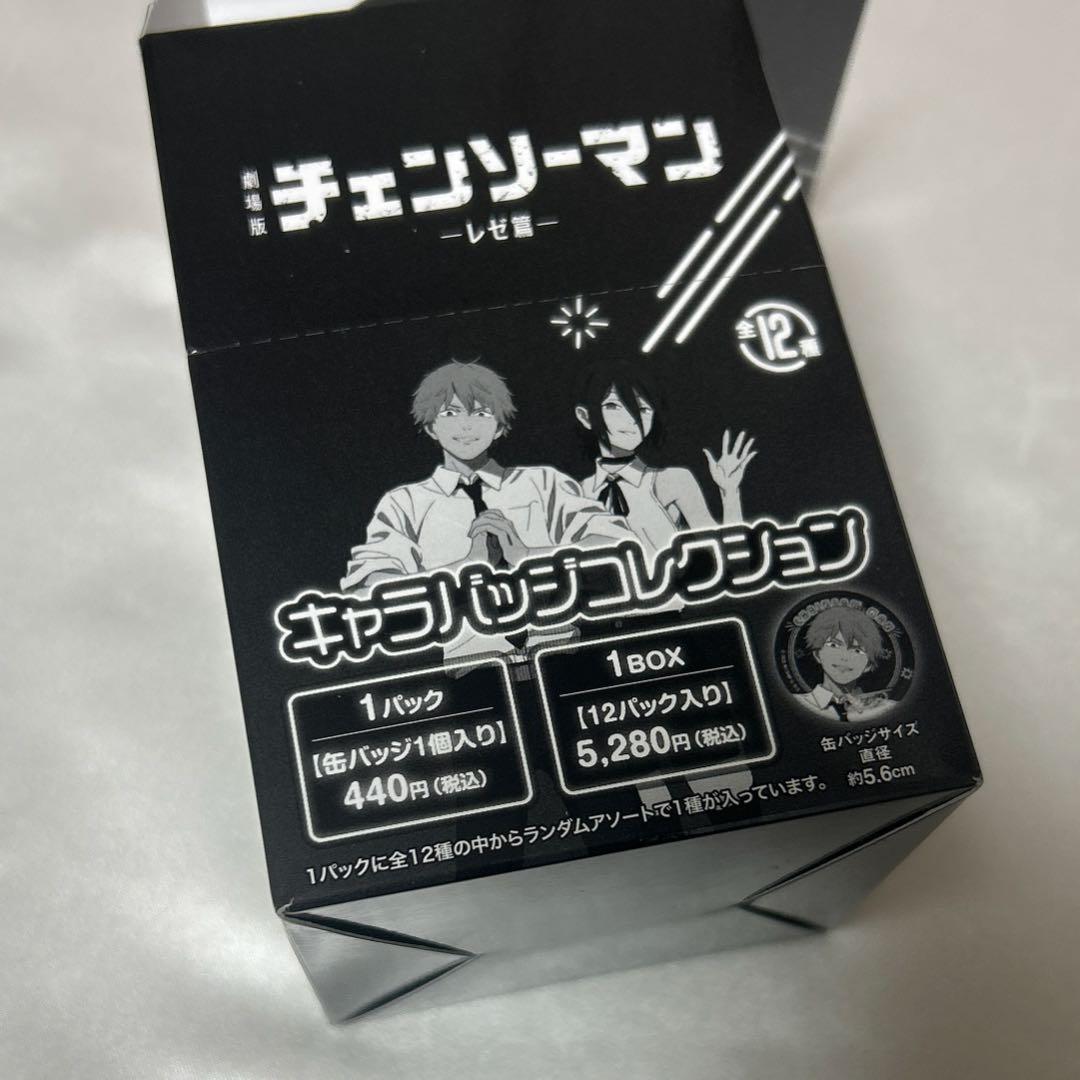 劇場版
チェンソーマン
―レゼ篇―
全12種
キャラバッジコレクション
1パック
【缶バッジ1個入り】
440円(税込)
1BOX
【12パック入り】
5,280円(税込)
缶バッジサイズ
直径
約5.6cm
1パックに全12種の中からランダムアソートで1種が入っています。